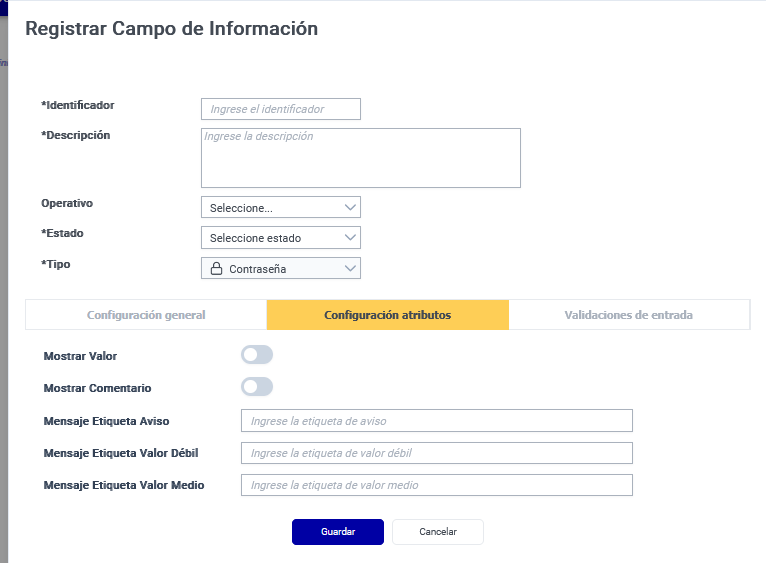 Registrar Campo de Información
*Identificador
Ingrese el identificador
*Descripción
Ingrese la descripción
Operativo
Seleccione...
*Estado
Seleccione estado
*Tipo
Contraseña
Configuración general
Configuración atributos
Validaciones de entrada
Mostrar Valor
Mostrar Comentario
Mensaje Etiqueta Aviso
Ingrese la etiqueta de aviso
Mensaje Etiqueta Valor Débil
Ingrese la etiqueta de valor débil
Mensaje Etiqueta Valor Medio
Ingrese la etiqueta de valor medio
Guardar
Cancelar